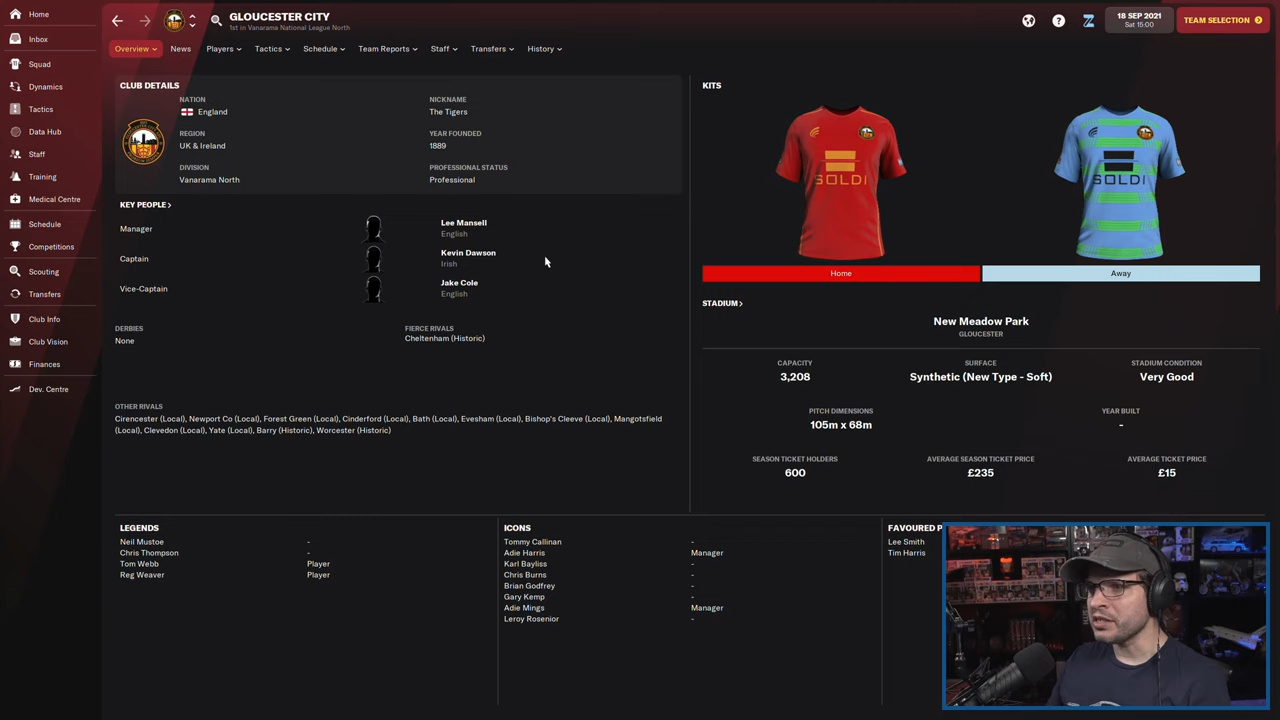 Home
Inbox
Squad
Dynamics
Tactics
Data Hub
Staff
Training
Medical Centre
Schedule
Competitions
Scouting
Transfers
Club Info
Club Vision
Finances
Dev. Centre
GLOUCESTER CITY
1st in Vanarama National League North
18 SEP 2021
Sat 15:00
TEAM SELECTION
Overview
News
Players
Tactics
Schedule
Team Reports
Staff
Transfers
History
CLUB DETAILS
NATION
England
NICKNAME
The Tigers
REGION
UK & Ireland
YEAR FOUNDED
1889
DIVISION
Vanarama North
PROFESSIONAL STATUS
Professional
KEY PEOPLE
Manager
Lee Mansell
English
Captain
Kevin Dawson
Irish
Vice-Captain
Jake Cole
English
DERBIES
None
FIERCE RIVALS
Cheltenham (Historic)
OTHER RIVALS
Cirencester (Local), Newport Co (Local), Forest Green (Local), Cinderford (Local), Bath (Local), Evesham (Local), Bishop's Cleeve (Local), Mangotsfield
(Local), Clevedon (Local), Yate (Local), Barry (Historic), Worcester (Historic)
KITS
SOLDI
SOLDI
Home
Away
STADIUM
New Meadow Park
GLOUCESTER
CAPACITY
3,208
SURFACE
Synthetic (New Type - Soft)
STADIUM CONDITION
Very Good
PITCH DIMENSIONS
105m x 68m
YEAR BUILT
-
SEASON TICKET HOLDERS
600
AVERAGE SEASON TICKET PRICE
£235
AVERAGE TICKET PRICE
£15
LEGENDS
Neil Mustoe -
Chris Thompson -
Tom Webb Player
Reg Weaver Player
ICONS
Tommy Callinan -
Adie Harris Manager
Karl Bayliss -
Chris Burns -
Brian Godfrey -
Gary Kemp -
Adie Mings Manager
Leroy Rosenior -
FAVOURED P
Lee Smith
Tim Harris